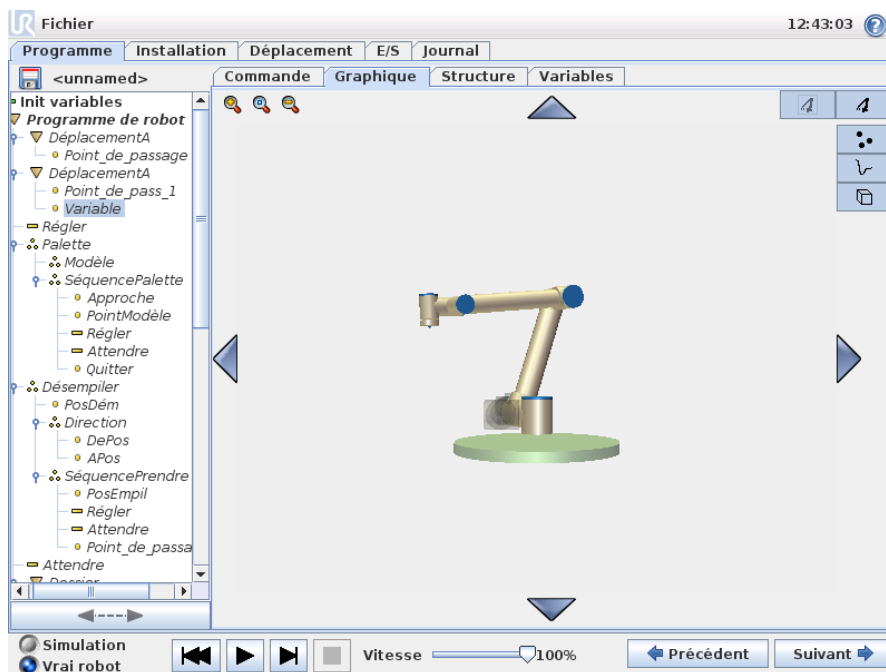 UR Fichier 12:43:03 ?
Programme Installation Déplacement E/S Journal
<unnamed> Commande Graphique Structure Variables
Init variables
Programme de robot
DéplacementA
Point_de_passage
DéplacementA
Point_de_pass_1
Variable
Régler
Palette
Modèle
SéquencePalette
Approche
PointModèle
Régler
Attendre
Quitter
Désempiler
PosDém
Direction
DePos
APos
SéquencePrendre
PosEmpil
Régler
Attendre
Point_de_passa
Attendre
Dossier
Simulation
Vrai robot
Vitesse 100% Précédent Suivant